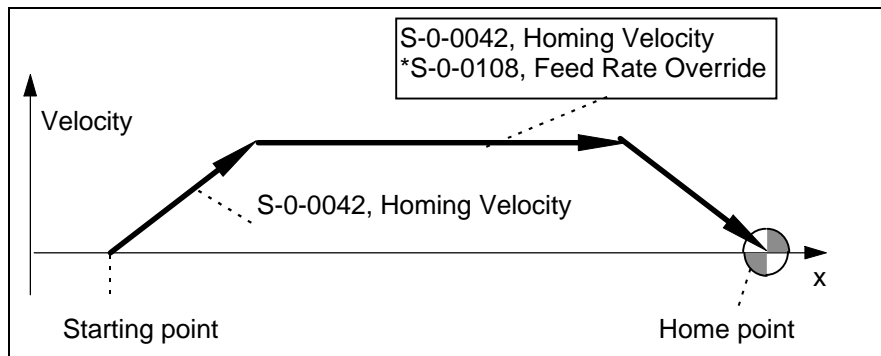 S-0-0042, Homing Velocity
*S-0-0108, Feed Rate Override
Velocity
S-0-0042, Homing Velocity
x
Starting point
Home point